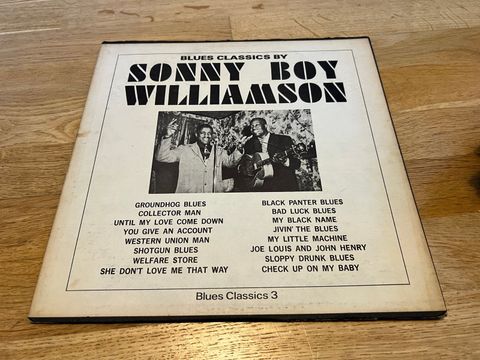 BLUES CLASSICS BY
SONNY BOY
WILLIAMSON
GROUNDHOG BLUES
COLLECTOR MAN
UNTIL MY LOVE COME DOWN
YOU GIVE AN ACCOUNT
WESTERN UNION MAN
SHOTGUN BLUES
WELFARE STORE
SHE DON'T LOVE ME THAT WAY
BLACK PANTER BLUES
BAD LUCK BLUES
MY BLACK NAME
JIVIN' THE BLUES
MY LITTLE MACHINE
JOE LOUIS AND JOHN HENRY
SLOPPY DRUNK BLUES
CHECK UP ON MY BABY
Blues Classics 3